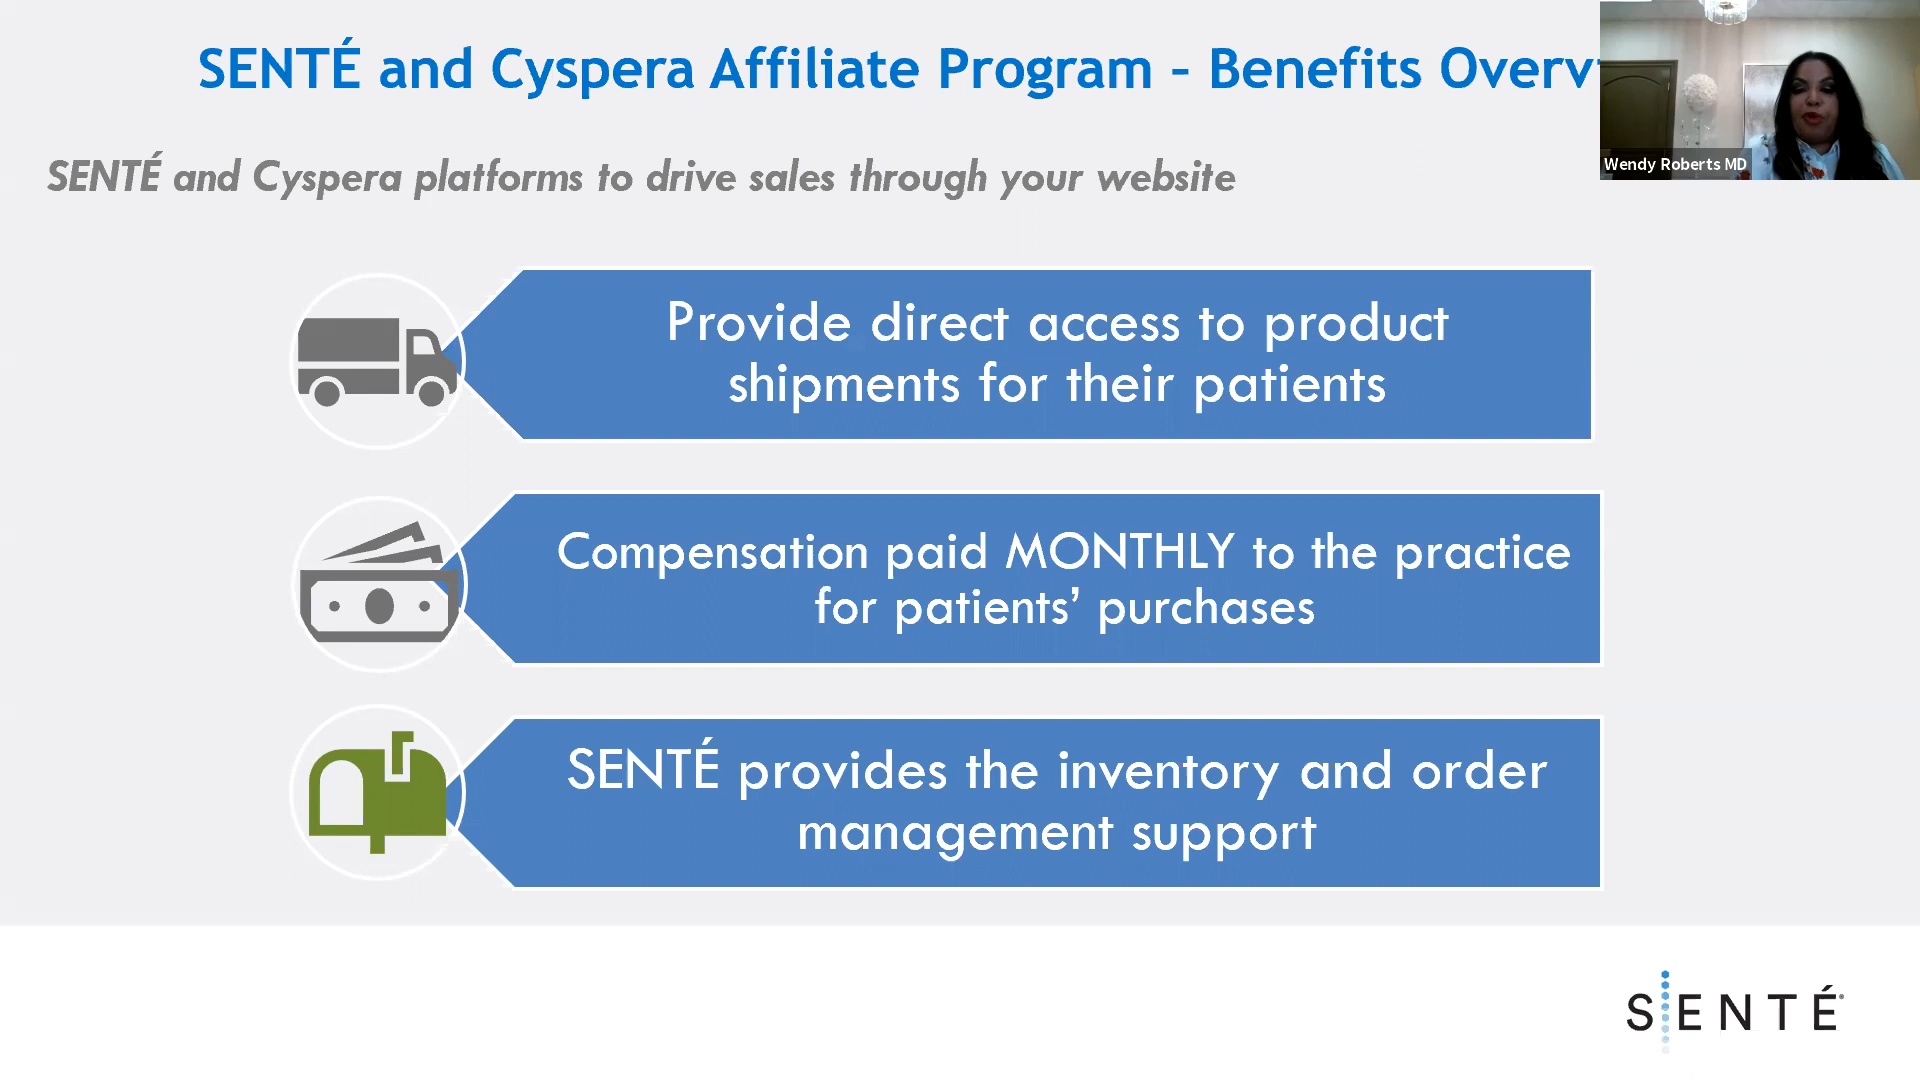 SENTÉ and Cyspera Affiliate Program – Benefits Overv
Wendy Roberts MD
SENTÉ and Cyspera platforms to drive sales through your website
Provide direct access to product
shipments for their patients
Compensation paid MONTHLY to the practice
for patients’ purchases
SENTÉ provides the inventory and order
management support
SENTÉ